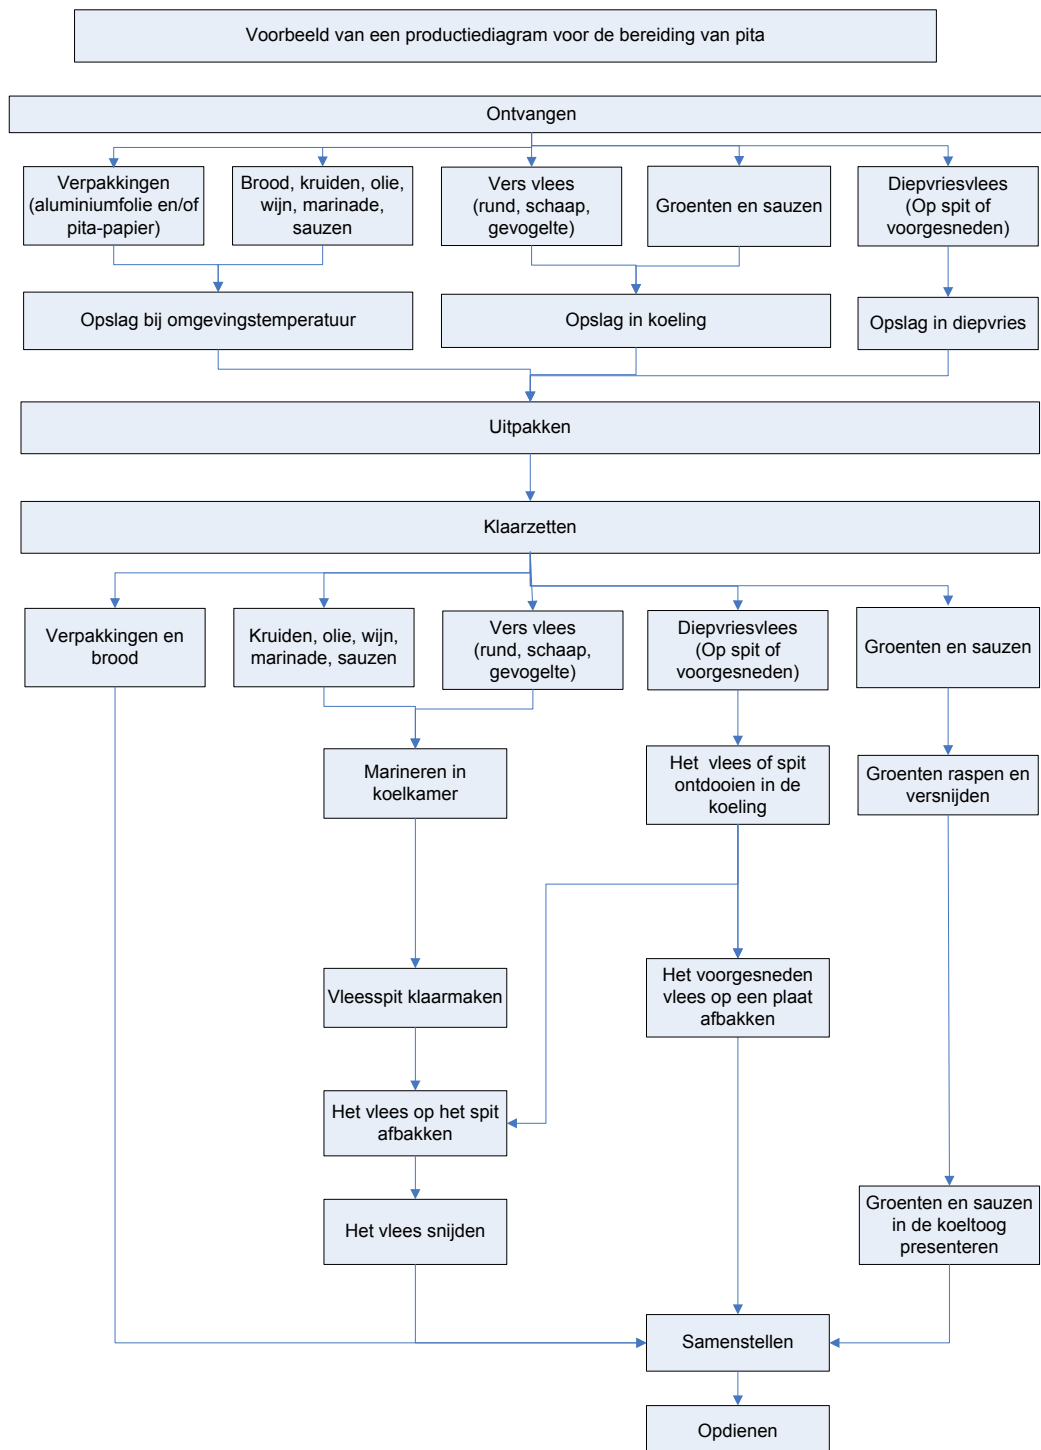 Voorbeeld van een productiediagram voor de bereiding van pita
Ontvangen
Verpakkingen
(aluminiumfolie en/of
pita-papier)
Brood, kruiden, olie,
wijn, marinade,
sauzen
Vers vlees
(rund, schaap,
gevogelte)
Groenten en sauzen
Diepvriesvlees
(Op spit of
voorgesneden)
Opslag bij omgevingstemperatuur
Opslag in koeling
Opslag in diepvries
Uitpakken
Klaarzetten
Verpakkingen en
brood
Kruiden, olie, wijn,
marinade, sauzen
Vers vlees
(rund, schaap,
gevogelte)
Diepvriesvlees
(Op spit of
voorgesneden)
Groenten en sauzen
Marineren in
koelkamer
Het vlees of spit
ontdooien in de
koeling
Groenten raspen en
versnijden
Vleesspit klaarmaken
Het voorgesneden
vlees op een plaat
afbakken
Het vlees op het spit
afbakken
Het vlees snijden
Groenten en sauzen
in de koeltoog
presenteren
Samenstellen
Opdienen